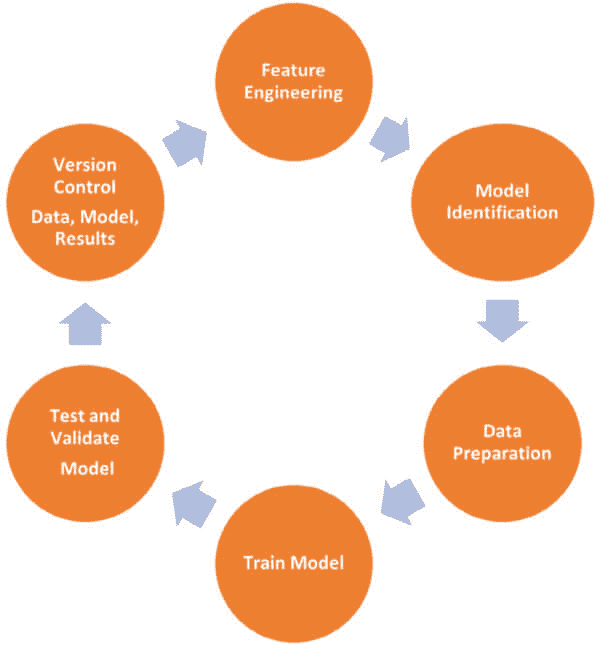 Feature
Engineering
Model
Identification
Data
Preparation
Train Model
Test and
Validate
Model
Version
Control
Data, Model,
Results